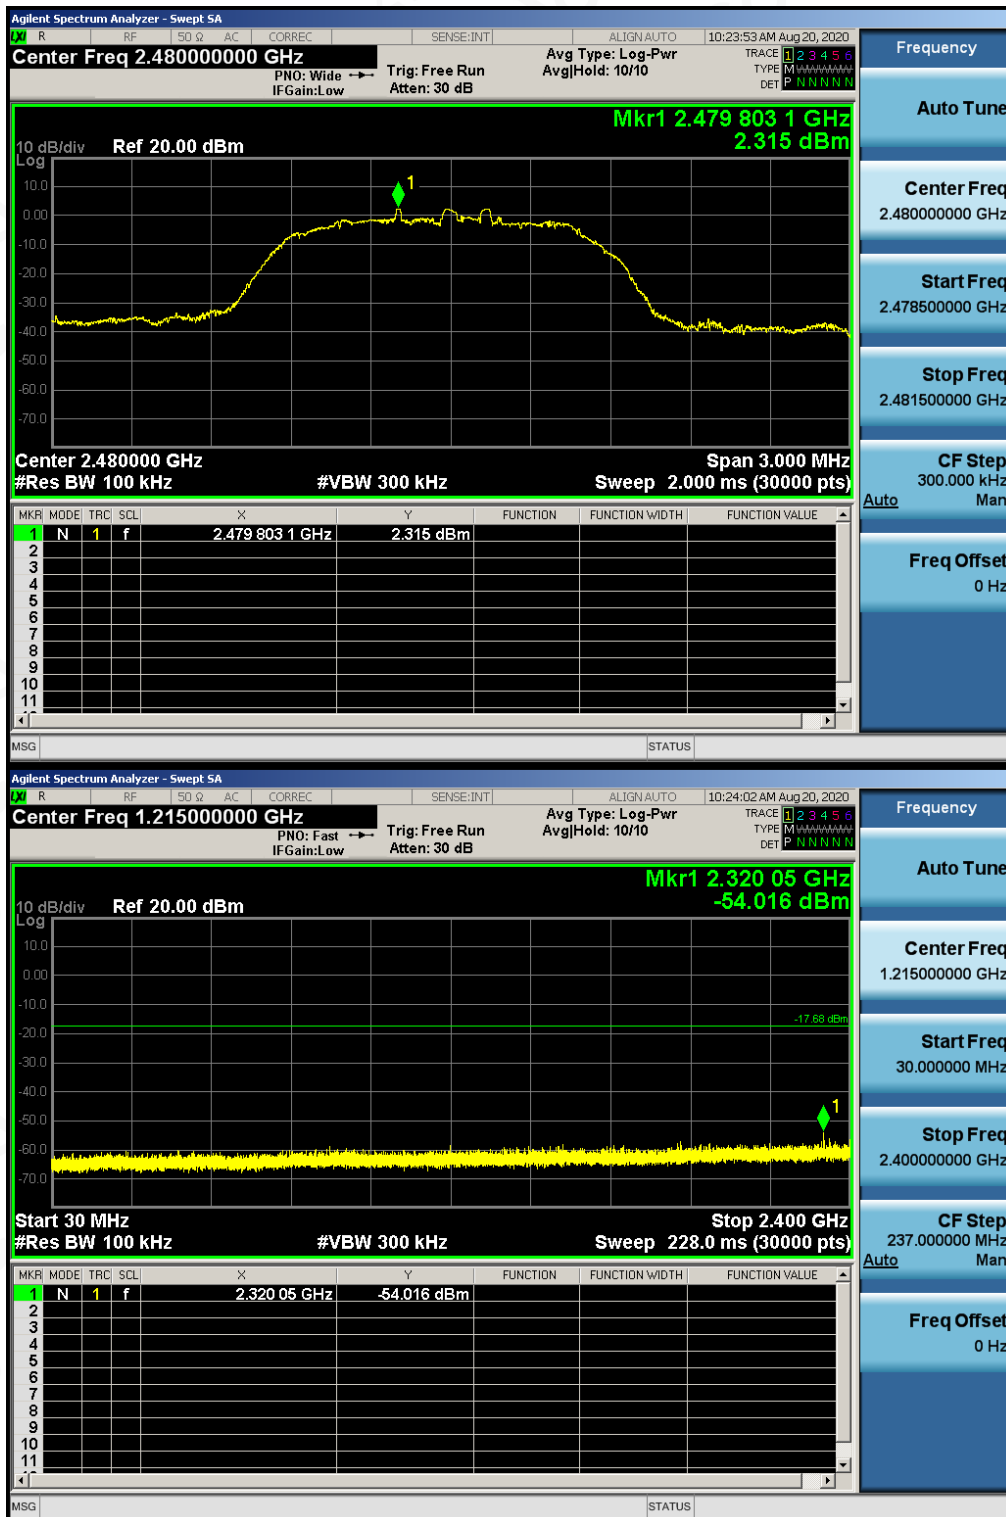 Agilent Spectrum Analyzer - Swept SA
LXI R RF 50 Ω AC CORREC SENSE:INT ALIGN AUTO 10:23:53 AM Aug 20, 2020
Center Freq 2.480000000 GHz Avg Type: Log-Pwr TRACE 1 2 3 4 5 6
PNO: Wide Trig: Free Run Avg|Hold: 10/10 TYPE M
IFGain:Low Atten: 30 dB DET P N N N N N
Mkr1 2.479 803 1 GHz
2.315 dBm
10 dB/div Ref 20.00 dBm
Log
10.0
0.00
-10.0
-20.0
-30.0
-40.0
-50.0
-60.0
-70.0
1
Center 2.480000 GHz Span 3.000 MHz
#Res BW 100 kHz #VBW 300 kHz Sweep 2.000 ms (30000 pts)
MKR MODE TRC SCL X Y FUNCTION FUNCTION WIDTH FUNCTION VALUE
1 N 1 f 2.479 803 1 GHz 2.315 dBm
2
3
4
5
6
7
8
9
10
11
MSG STATUS
Frequency
Auto Tune
Center Freq
2.480000000 GHz
Start Freq
2.478500000 GHz
Stop Freq
2.481500000 GHz
CF Step
300.000 kHz
Auto Man
Freq Offset
0 Hz
Agilent Spectrum Analyzer - Swept SA
LXI R RF 50 Ω AC CORREC SENSE:INT ALIGN AUTO 10:24:02 AM Aug 20, 2020
Center Freq 1.215000000 GHz Avg Type: Log-Pwr TRACE 1 2 3 4 5 6
PNO: Fast Trig: Free Run Avg|Hold: 10/10 TYPE M
IFGain:Low Atten: 30 dB DET P N N N N N
Mkr1 2.320 05 GHz
-54.016 dBm
10 dB/div Ref 20.00 dBm
Log
10.0
0.00
-10.0
-20.0
-30.0
-40.0
-50.0
-60.0
-70.0
-17.68 dBm
1
Start 30 MHz Stop 2.400 GHz
#Res BW 100 kHz #VBW 300 kHz Sweep 228.0 ms (30000 pts)
MKR MODE TRC SCL X Y FUNCTION FUNCTION WIDTH FUNCTION VALUE
1 N 1 f 2.320 05 GHz -54.016 dBm
2
3
4
5
6
7
8
9
10
11
MSG STATUS
Frequency
Auto Tune
Center Freq
1.215000000 GHz
Start Freq
30.000000 MHz
Stop Freq
2.400000000 GHz
CF Step
237.000000 MHz
Auto Man
Freq Offset
0 Hz